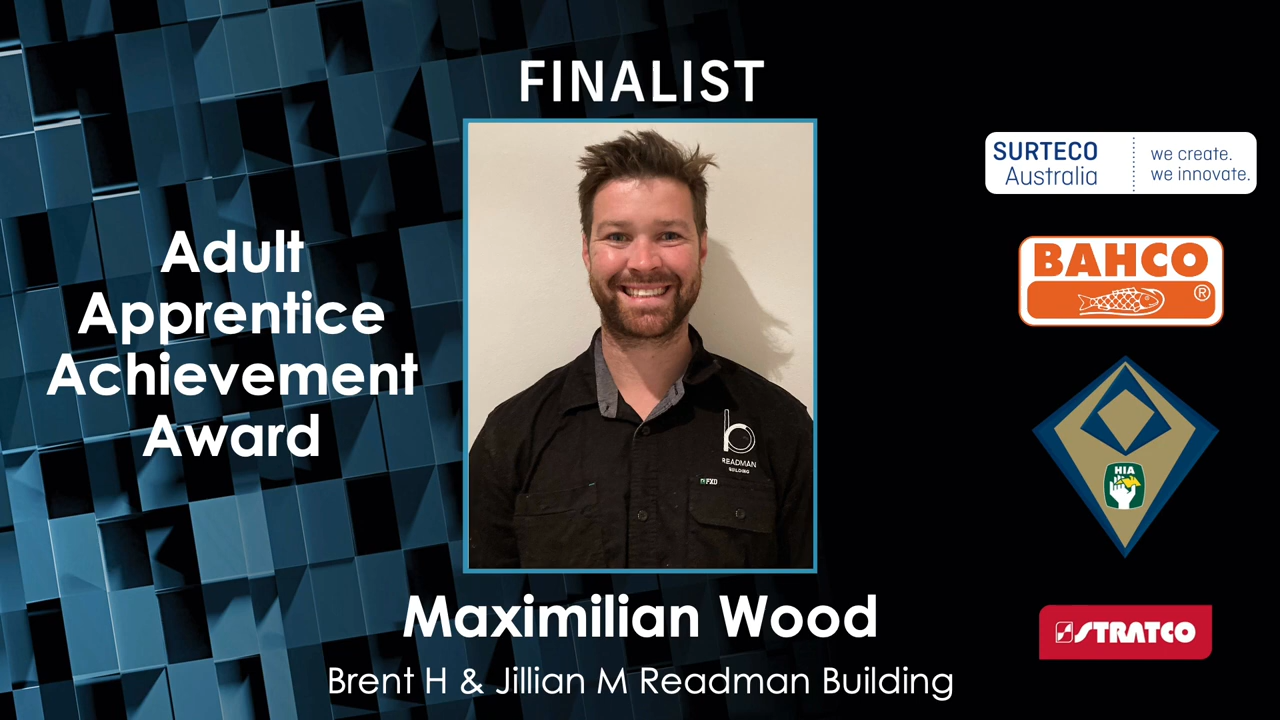 FINALIST
Adult
Apprentice
Achievement
Award
READMAN
BUILDING
FXD
Maximilian Wood
Brent H & Jillian M Readman Building
SURTECO
Australia
we create.
we innovate.
BAHCO
®
HIA
STRATCO